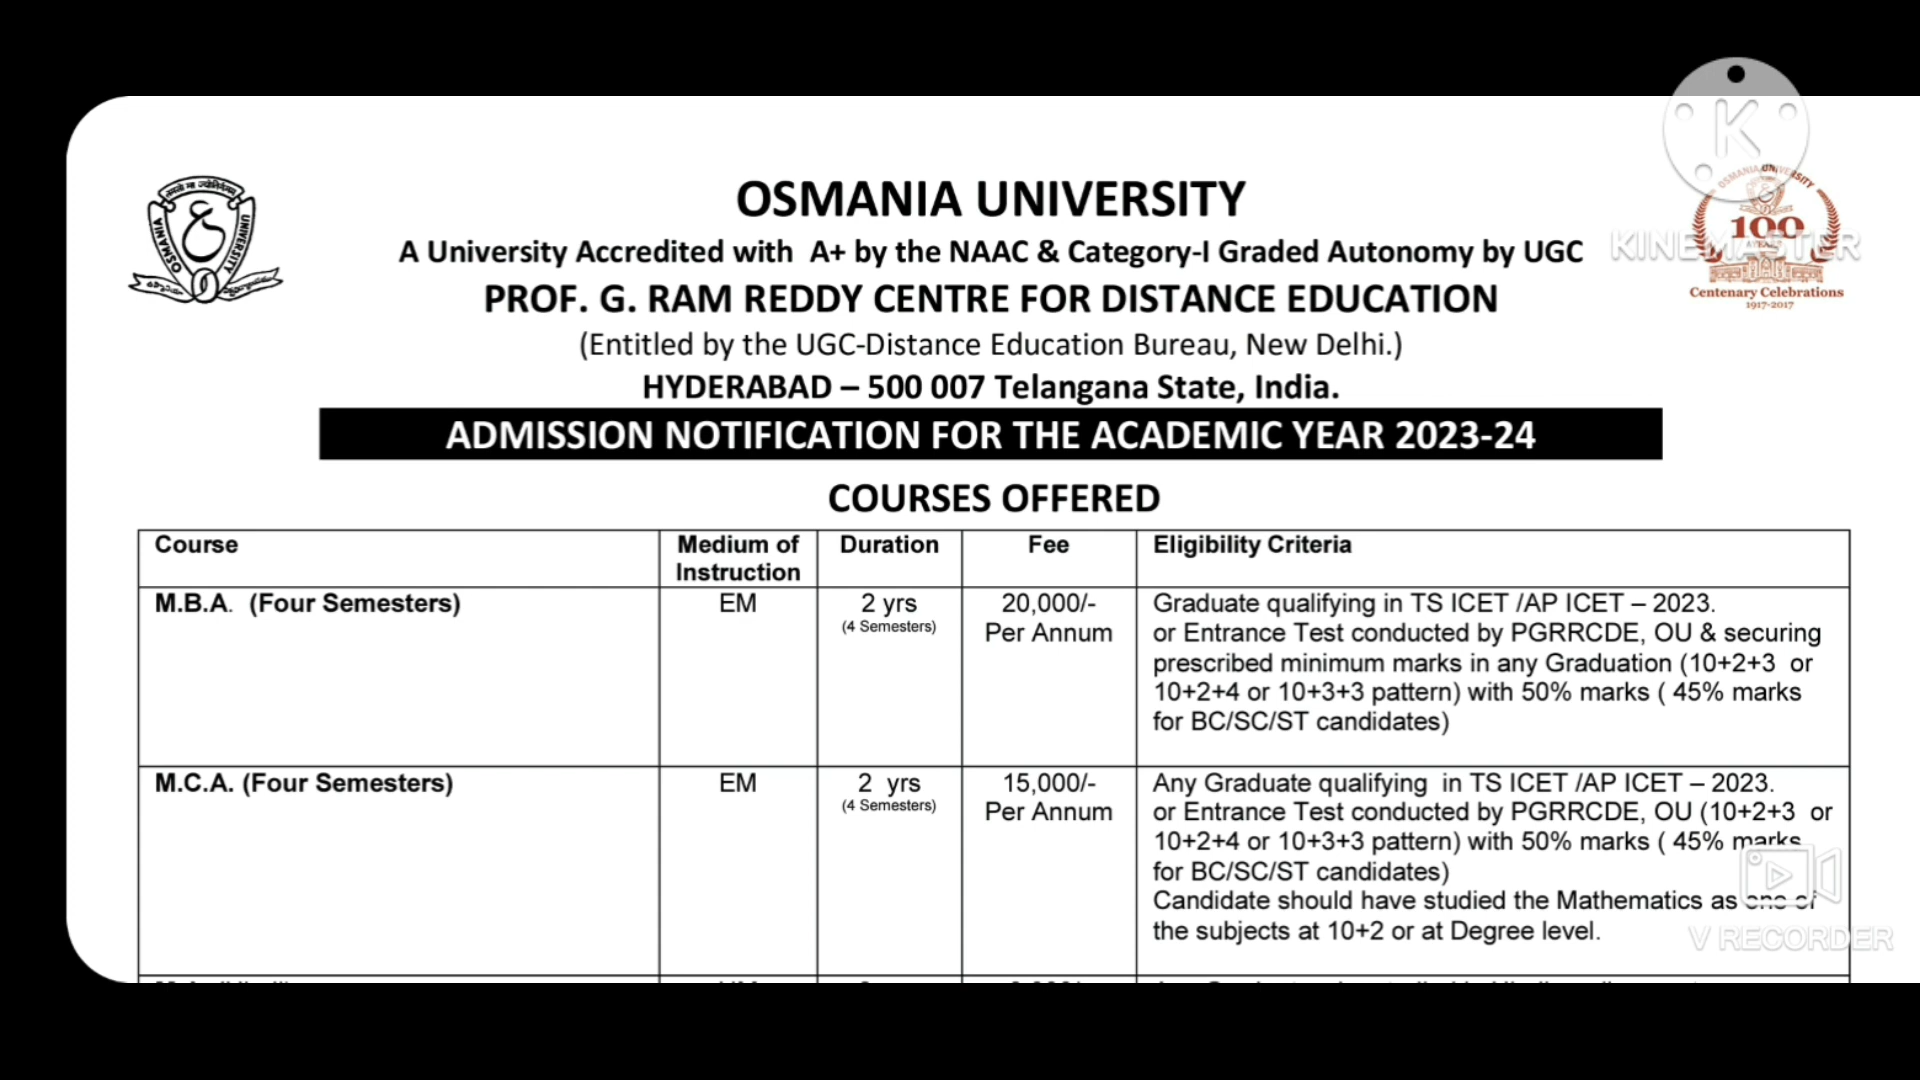 OSMANIA UNIVERSITY
A University Accredited with A+ by the NAAC & Category-I Graded Autonomy by UGC
PROF. G. RAM REDDY CENTRE FOR DISTANCE EDUCATION
(Entitled by the UGC-Distance Education Bureau, New Delhi.)
HYDERABAD – 500 007 Telangana State, India.
OSMANIA UNIVERSITY
OSMANIA UNIVERSITY
100
YEARS
Centenary Celebrations
1917-2017
KINEMASTER
ADMISSION NOTIFICATION FOR THE ACADEMIC YEAR 2023-24
COURSES OFFERED
Course
Medium of
Instruction
Duration
Fee
Eligibility Criteria
M.B.A. (Four Semesters)
EM
2 yrs
(4 Semesters)
20,000/-
Per Annum
Graduate qualifying in TS ICET /AP ICET – 2023.
or Entrance Test conducted by PGRRCDE, OU & securing
prescribed minimum marks in any Graduation (10+2+3 or
10+2+4 or 10+3+3 pattern) with 50% marks ( 45% marks
for BC/SC/ST candidates)
M.C.A. (Four Semesters)
EM
2 yrs
(4 Semesters)
15,000/-
Per Annum
Any Graduate qualifying in TS ICET /AP ICET – 2023.
or Entrance Test conducted by PGRRCDE, OU (10+2+3 or
10+2+4 or 10+3+3 pattern) with 50% marks ( 45% marks
for BC/SC/ST candidates)
Candidate should have studied the Mathematics as one of
the subjects at 10+2 or at Degree level.
V RECORDER